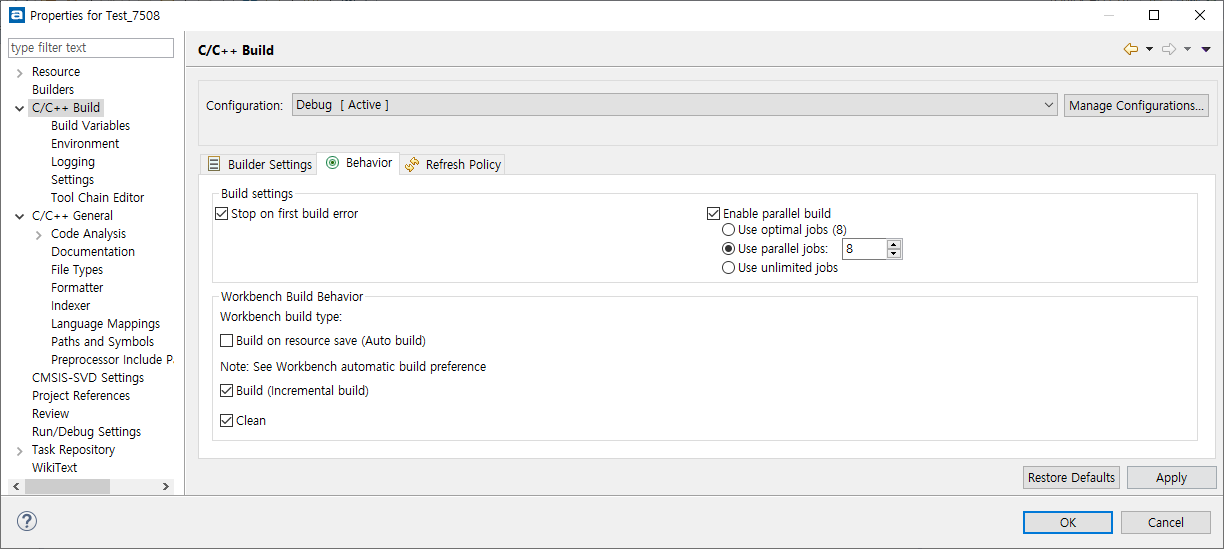 Properties for Test_7508
type filter text
Resource
Builders
C/C++ Build
Build Variables
Environment
Logging
Settings
Tool Chain Editor
C/C++ General
Code Analysis
Documentation
File Types
Formatter
Indexer
Language Mappings
Paths and Symbols
Preprocessor Include Pa
CMSIS-SVD Settings
Project References
Review
Run/Debug Settings
Task Repository
WikiText
C/C++ Build
Configuration: Debug [ Active ] Manage Configurations...
Builder Settings Behavior Refresh Policy
Build settings
Stop on first build error
Enable parallel build
Use optimal jobs (8)
Use parallel jobs: 8
Use unlimited jobs
Workbench Build Behavior
Workbench build type:
Build on resource save (Auto build)
Note: See Workbench automatic build preference
Build (Incremental build)
Clean
Restore Defaults Apply
OK Cancel